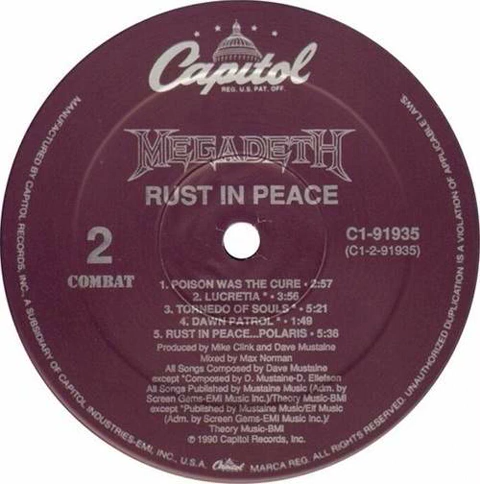 Capitol
REG. U.S. PAT. OFF.
MEGADETH
RUST IN PEACE
2
COMBAT
C1-91935
(C1-2-91935)
1. POISON WAS THE CURE • 2:57
2. LUCRETIA * • 3:56
3. TORNEDO OF SOULS * • 5:21
4. DAWN PATROL * • 1:49
5. RUST IN PEACE...POLARIS • 5:36
Produced by Mike Clink and Dave Mustaine
Mixed by Max Norman
All Songs Composed by Dave Mustaine
except *Composed by D. Mustaine-D. Ellefson
All Songs Published by Mustaine Music (Adm. by
Screen Gems-EMI Music Inc.)/Theory Music-BMI
except *Published by Mustaine Music/Elf Music
(Adm. by Screen Gems-EMI Music Inc.)/
Theory Music-BMI
℗ 1990 Capitol Records, Inc.
MANUFACTURED BY CAPITOL RECORDS, INC., A SUBSIDIARY OF CAPITOL INDUSTRIES-EMI, INC., U.S.A. Capitol MARCA REG. ALL RIGHTS RESERVED. UNAUTHORIZED DUPLICATION IS A VIOLATION OF APPLICABLE LAWS.